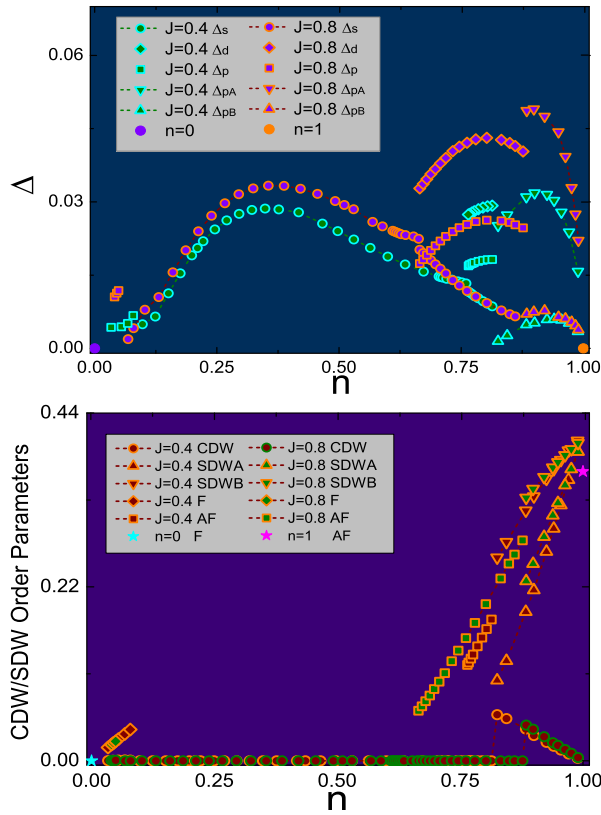 0.06
0.03
0.00
Δ
J=0.4 Δs J=0.8 Δs
J=0.4 Δd J=0.8 Δd
J=0.4 Δp J=0.8 Δp
J=0.4 ΔpA J=0.8 ΔpA
J=0.4 ΔpB J=0.8 ΔpB
n=0 n=1
0.00 0.25 0.50 0.75 1.00
n
0.44
0.22
0.00
CDW/SDW Order Parameters
J=0.4 CDW J=0.8 CDW
J=0.4 SDWA J=0.8 SDWA
J=0.4 SDWB J=0.8 SDWB
J=0.4 F J=0.8 F
J=0.4 AF J=0.8 AF
n=0 F n=1 AF
0.00 0.25 0.50 0.75 1.00
n